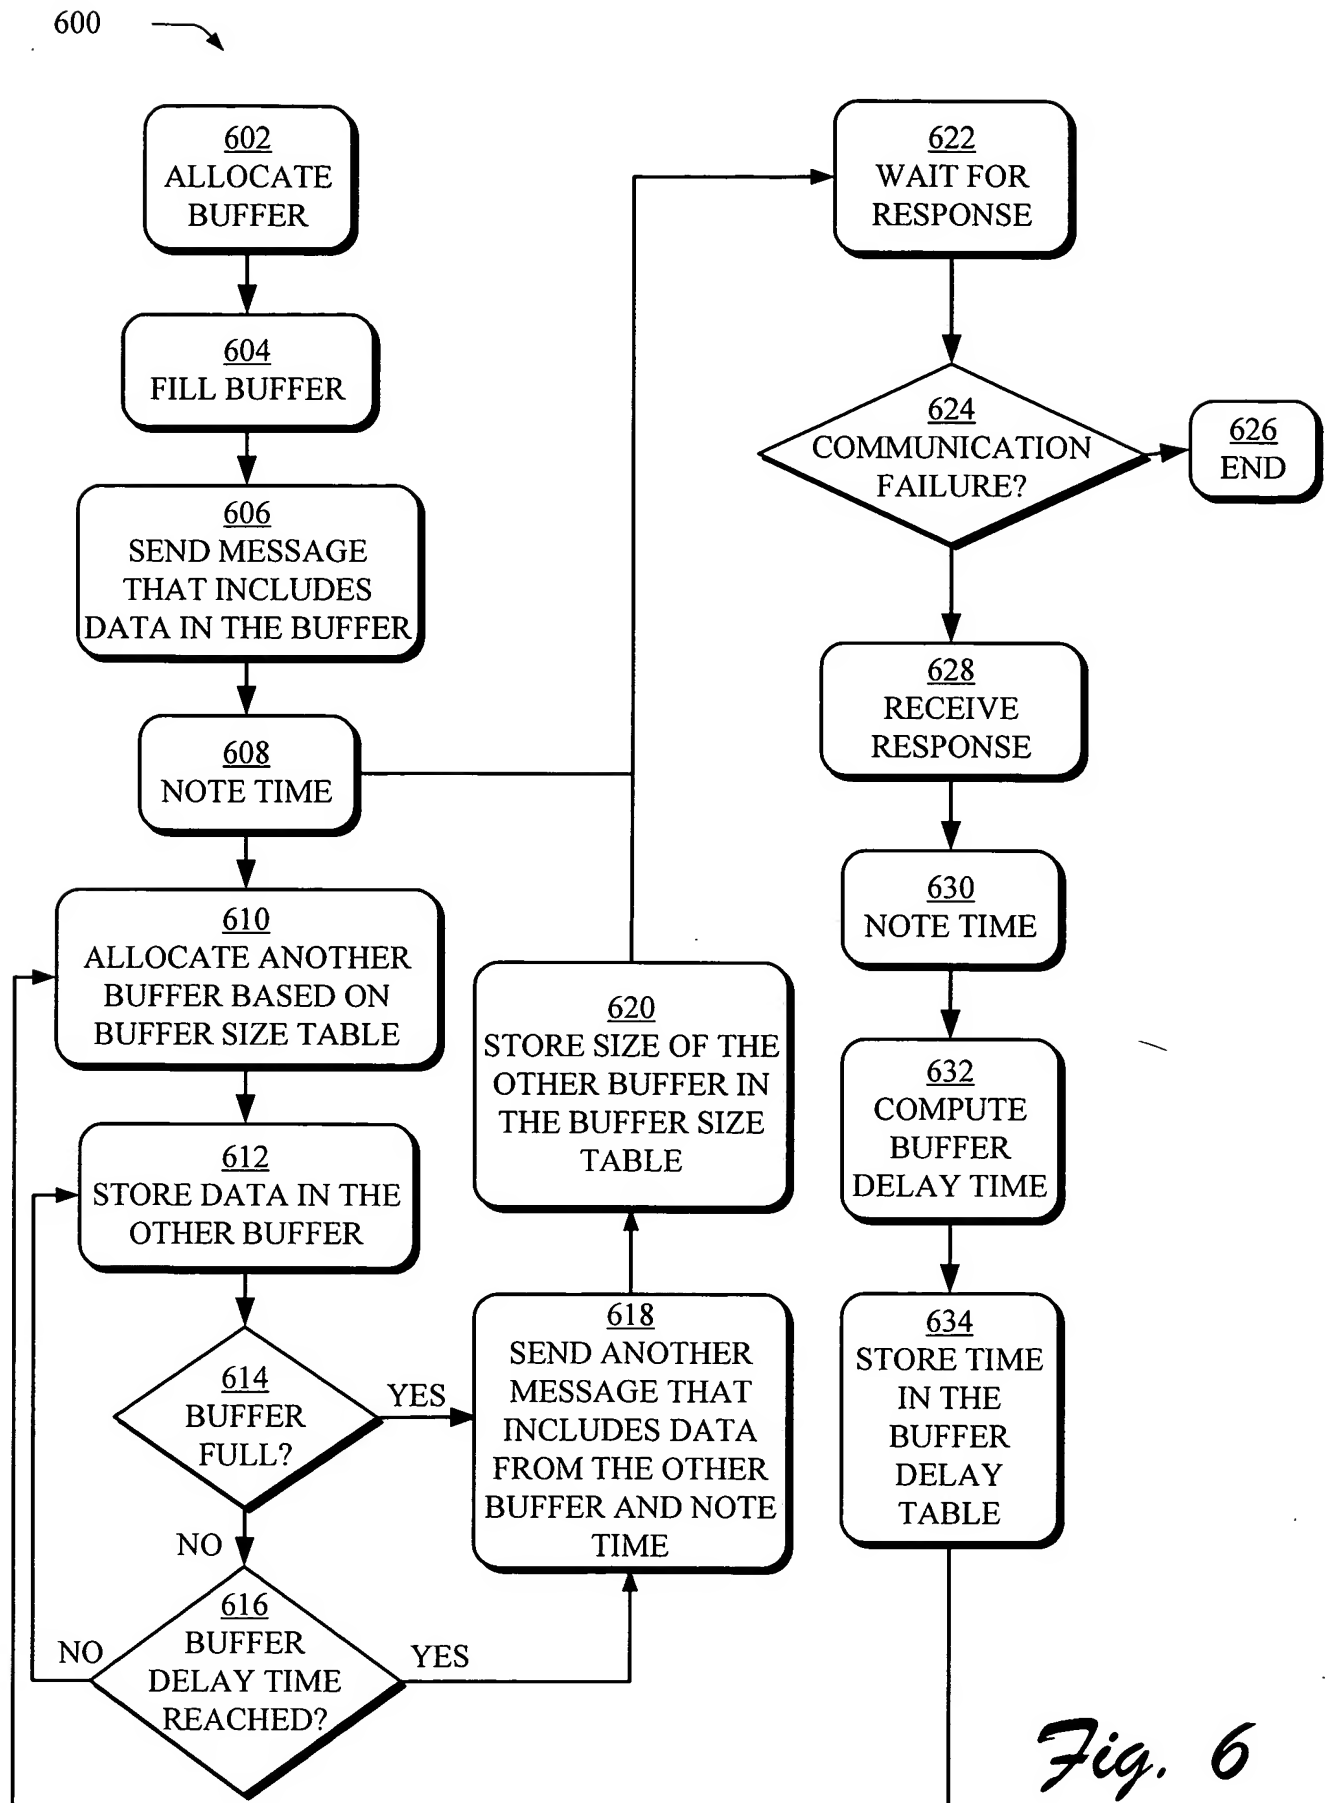 600
602
ALLOCATE
BUFFER
604
FILL BUFFER
606
SEND MESSAGE
THAT INCLUDES
DATA IN THE BUFFER
608
NOTE TIME
610
ALLOCATE ANOTHER
BUFFER BASED ON
BUFFER SIZE TABLE
612
STORE DATA IN THE
OTHER BUFFER
614
BUFFER
FULL?
YES
NO
616
BUFFER
DELAY TIME
REACHED?
NO
YES
618
SEND ANOTHER
MESSAGE THAT
INCLUDES DATA
FROM THE OTHER
BUFFER AND NOTE
TIME
620
STORE SIZE OF THE
OTHER BUFFER IN
THE BUFFER SIZE
TABLE
622
WAIT FOR
RESPONSE
624
COMMUNICATION
FAILURE?
626
END
628
RECEIVE
RESPONSE
630
NOTE TIME
632
COMPUTE
BUFFER
DELAY TIME
634
STORE TIME
IN THE
BUFFER
DELAY
TABLE
Fig. 6